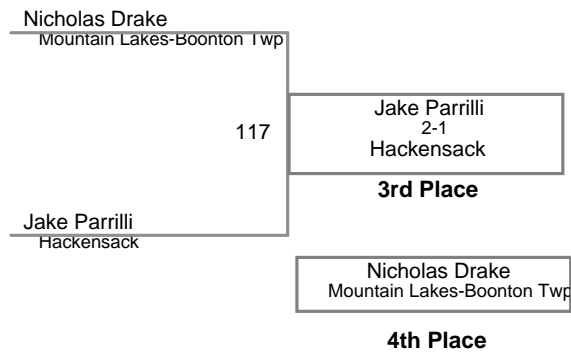 Nicholas Drake
Mountain Lakes-Boonton Twp
117
Jake Parrilli
2-1
Hackensack
3rd Place
Jake Parrilli
Hackensack
Nicholas Drake
Mountain Lakes-Boonton Twp
4th Place